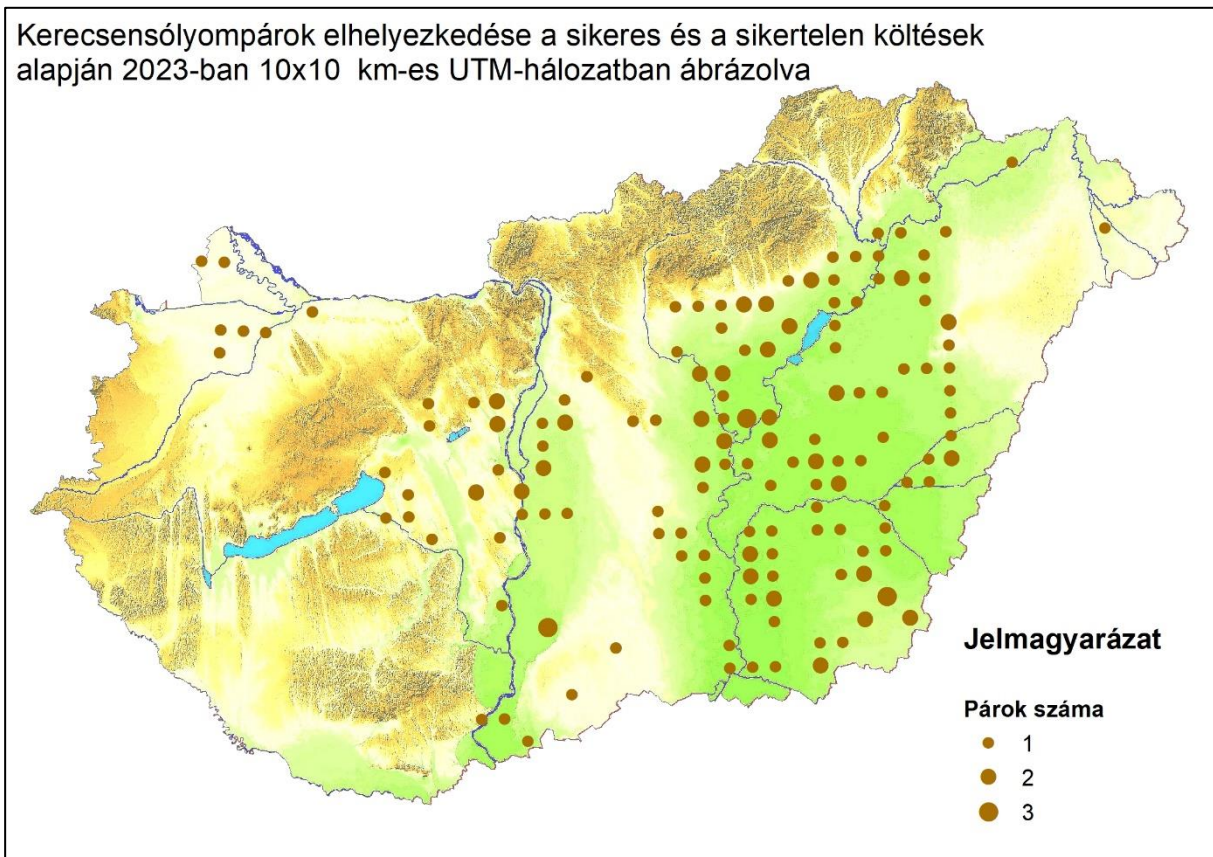 Kerecsensólyompárok elhelyezkedése a sikeres és a sikertelen költések
alapján 2023-ban 10x10 km-es UTM-hálozatban ábrázolva
Jelmagyarázat
Párok száma
1
2
3